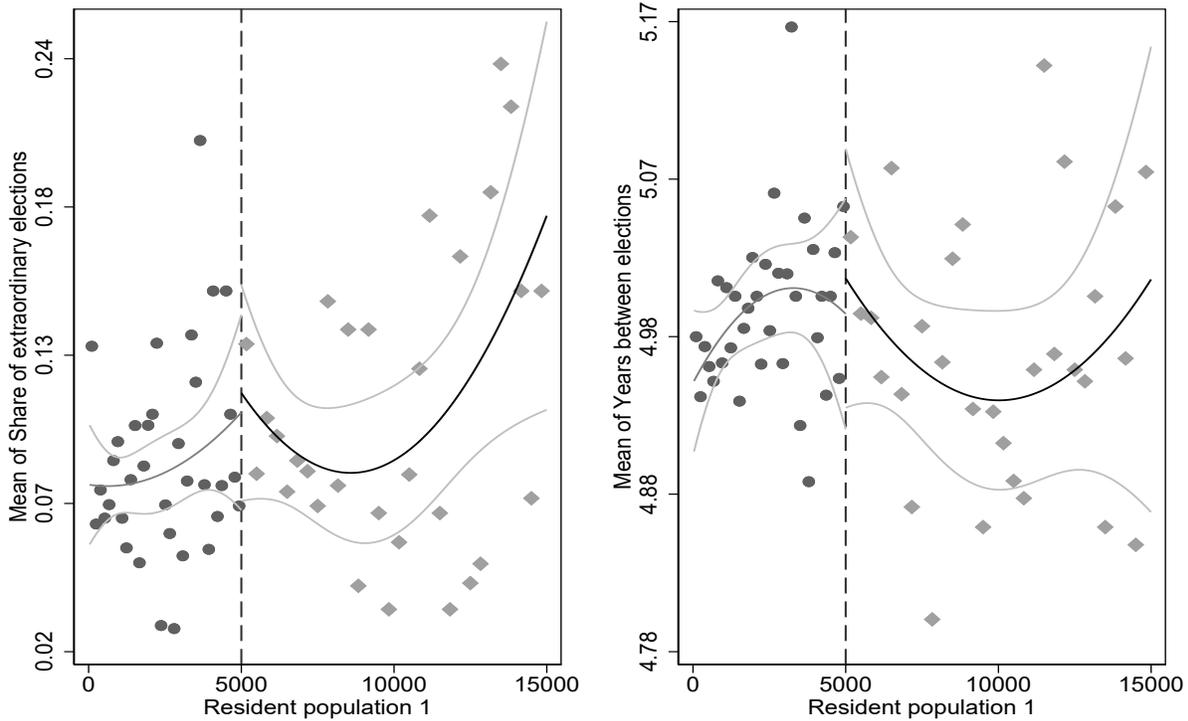 Mean of Share of extraordinary elections
0.24
0.18
0.13
0.07
0.02
0 5000 10000 15000
Resident population 1
Mean of Years between elections
5.17
5.07
4.98
4.88
4.78
0 5000 10000 15000
Resident population 1